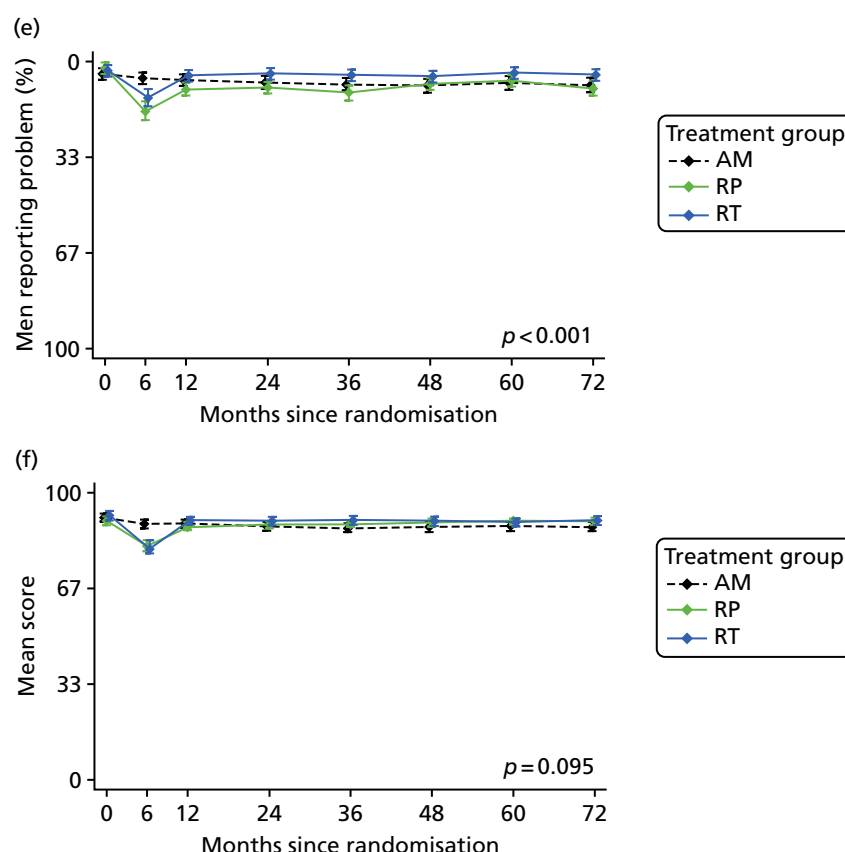 (e)
Men reporting problem (%)
0
33
67
100
p<0.001
0 6 12 24 36 48 60 72
Months since randomisation
Treatment group
AM
RP
RT
(f)
Mean score
100
67
33
0
p=0.095
0 6 12 24 36 48 60 72
Months since randomisation
Treatment group
AM
RP
RT